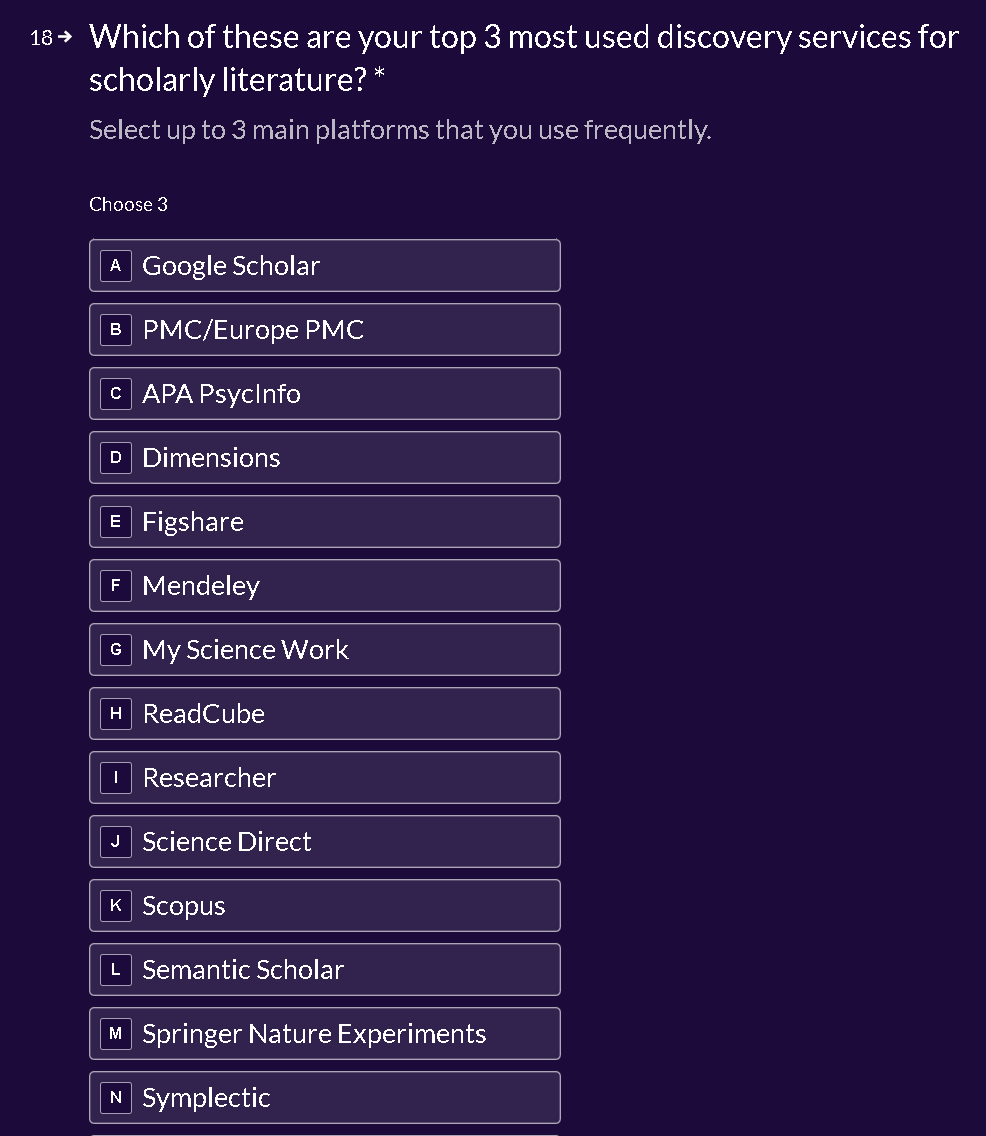 18→ Which of these are your top 3 most used discovery services for
scholarly literature? *
Select up to 3 main platforms that you use frequently.
Choose 3
A Google Scholar
B PMC/Europe PMC
C APA PsycInfo
D Dimensions
E Figshare
F Mendeley
G My Science Work
H ReadCube
I Researcher
J Science Direct
K Scopus
L Semantic Scholar
M Springer Nature Experiments
N Symplectic